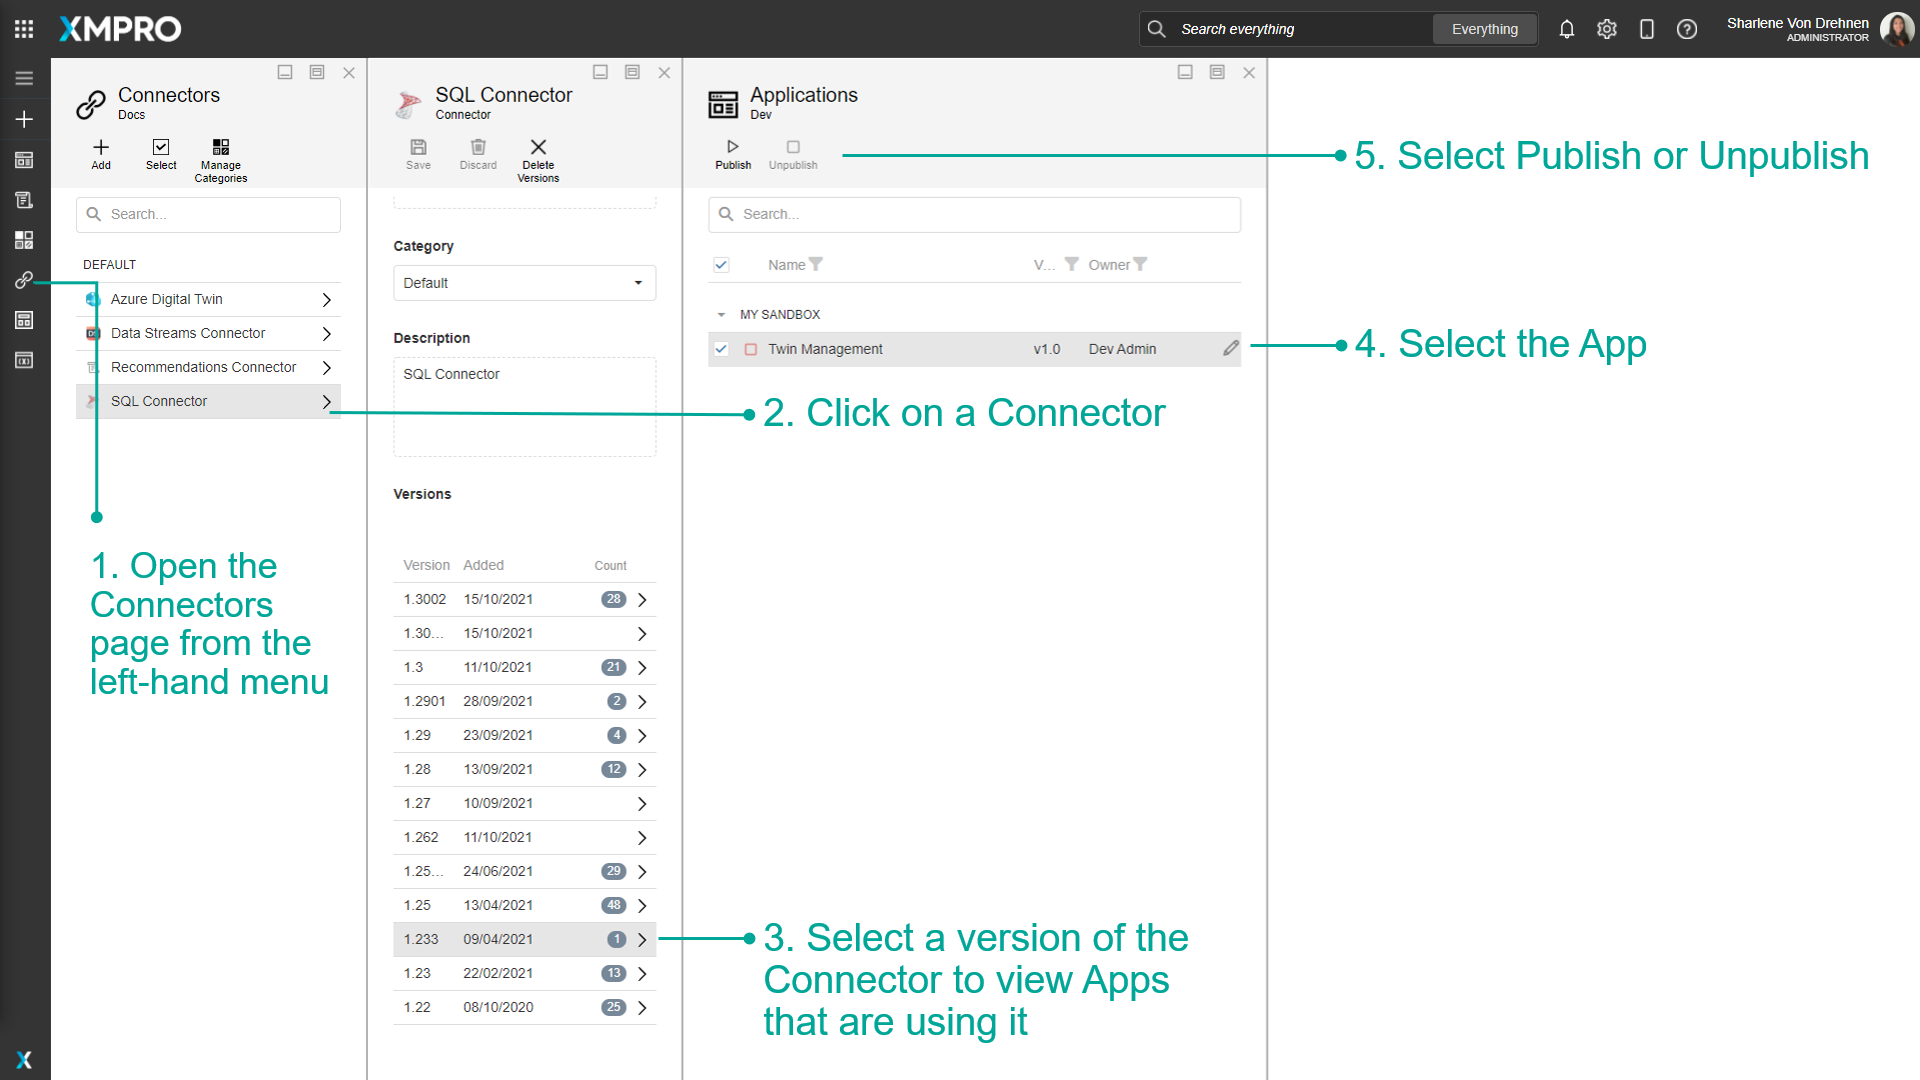 XMPRO
Search everything
Everything
Sharlene Von Drehnen
ADMINISTRATOR
Connectors
Docs
Add
Select
Manage
Categories
Search...
DEFAULT
Azure Digital Twin
Data Streams Connector
Recommendations Connector
SQL Connector
1. Open the
Connectors
page from the
left-hand menu
SQL Connector
Connector
Save
Discard
Delete
Versions
Category
Default
Description
SQL Connector
Versions
Version Added Count
1.3002 15/10/2021 28
1.30... 15/10/2021
1.3 11/10/2021 21
1.2901 28/09/2021 2
1.29 23/09/2021 4
1.28 13/09/2021 12
1.27 10/09/2021
1.262 11/10/2021
1.25... 24/06/2021 29
1.25 13/04/2021 48
1.233 09/04/2021 1
1.23 22/02/2021 13
1.22 08/10/2020 25
Applications
Dev
Publish
Unpublish
Search...
Name V... Owner
MY SANDBOX
Twin Management v1.0 Dev Admin
5. Select Publish or Unpublish
4. Select the App
2. Click on a Connector
3. Select a version of the
Connector to view Apps
that are using it